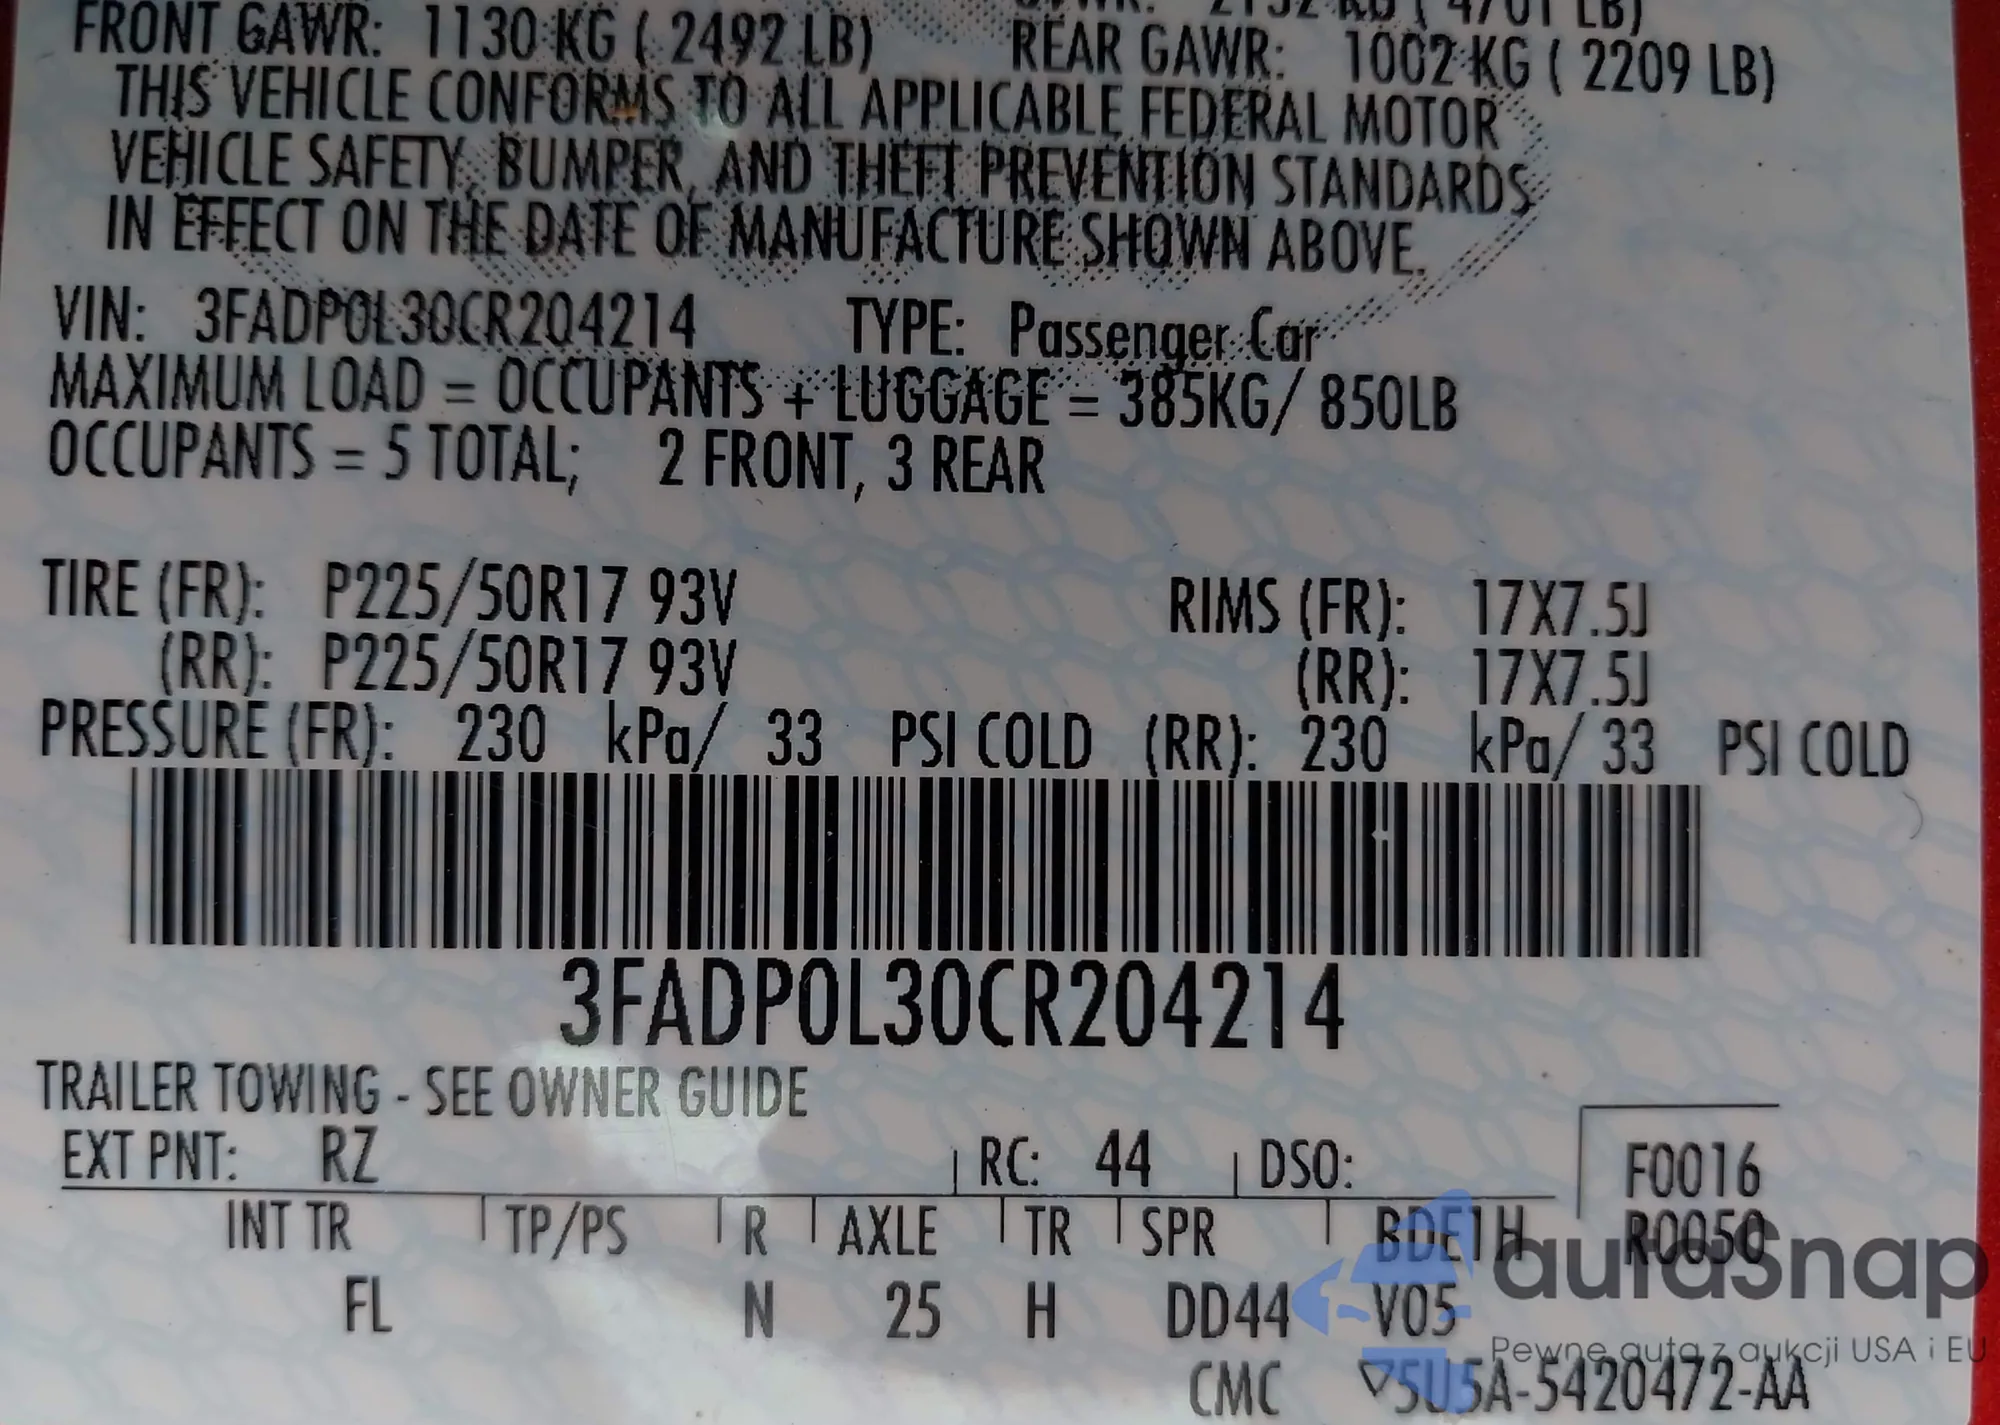 FRONT GAWR: 1130 KG ( 2492 LB) REAR GAWR: 1002 KG ( 2209 LB)
THIS VEHICLE CONFORMS TO ALL APPLICABLE FEDERAL MOTOR
VEHICLE SAFETY, BUMPER, AND THEFT PREVENTION STANDARDS
IN EFFECT ON THE DATE OF MANUFACTURE SHOWN ABOVE.
VIN: 3FADP0L30CR204214 TYPE: Passenger Car
MAXIMUM LOAD = OCCUPANTS + LUGGAGE = 385KG/ 850LB
OCCUPANTS = 5 TOTAL; 2 FRONT, 3 REAR
TIRE (FR): P225/50R17 93V RIMS (FR): 17X7.5J
(RR): P225/50R17 93V (RR): 17X7.5J
PRESSURE (FR): 230 kPa/ 33 PSI COLD (RR): 230 kPa/ 33 PSI COLD
3FADP0L30CR204214
TRAILER TOWING - SEE OWNER GUIDE
EXT PNT: RZ RC: 44 DSO: F0016
INT TR TP/PS R AXLE TR SPR BDE1H R0050
FL N 25 H DD44 V05
CMC ▽5U5A-5420472-AA
autoSnap
Pewne auta z aukcji USA i EU